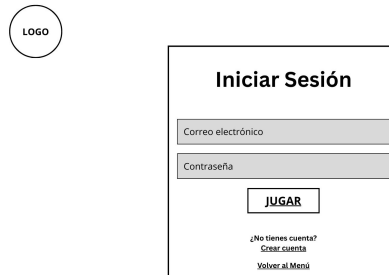 LOGO
Iniciar Sesión
Correo electrónico
Contraseña
JUGAR
¿No tienes cuenta?
Crear cuenta
Volver al Menú